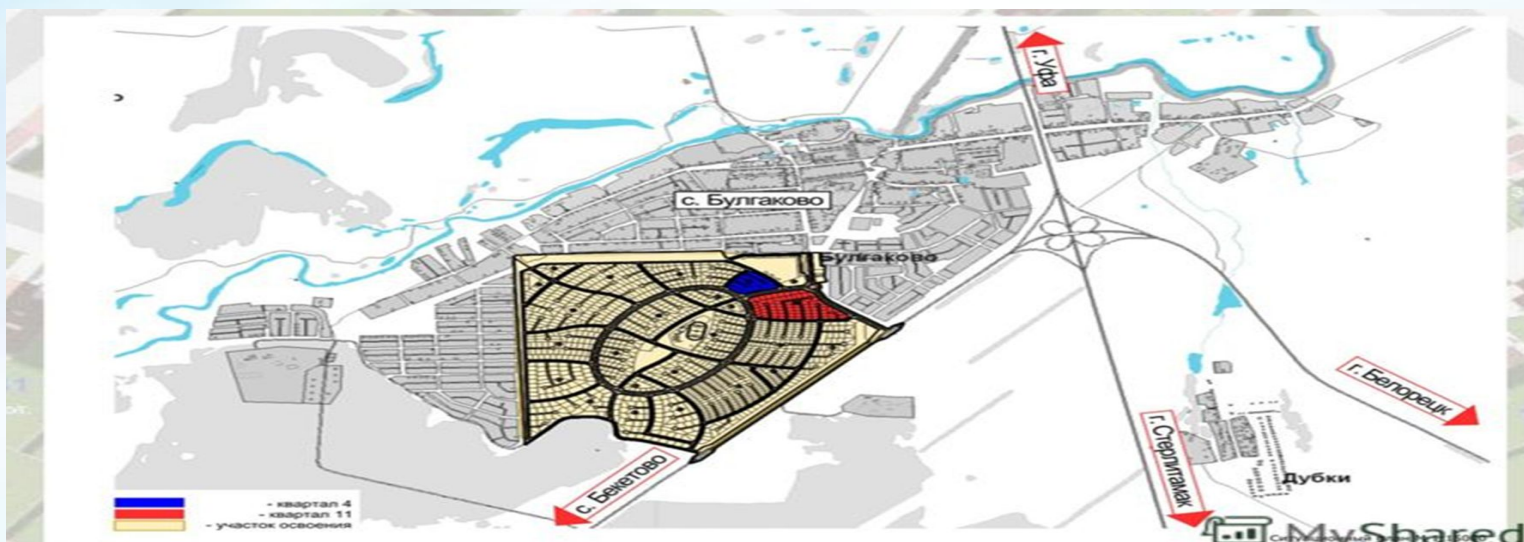 г. Уфа
с. Булгаково
Булгаково
г. Белорецк
г.Стерлитамак
с. Бекетово
Дубки
- квартал 4
- квартал 11
- участок освоения
MyShared